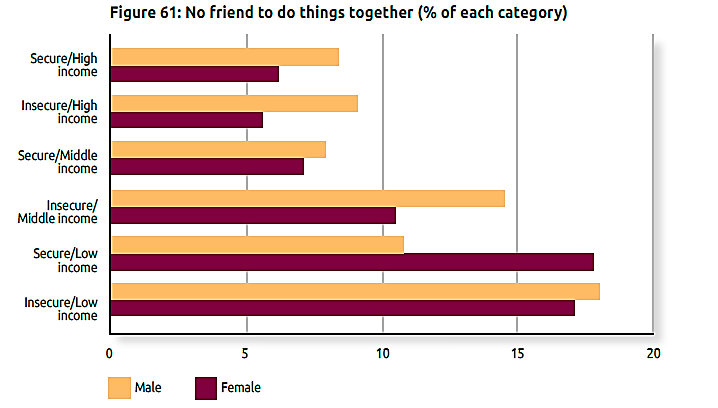 Figure 61: No friend to do things together (% of each category)
Secure/High
income
Insecure/High
income
Secure/Middle
income
Insecure/
Middle income
Secure/Low
income
Insecure/Low
income
0 5 10 15 20
Male Female